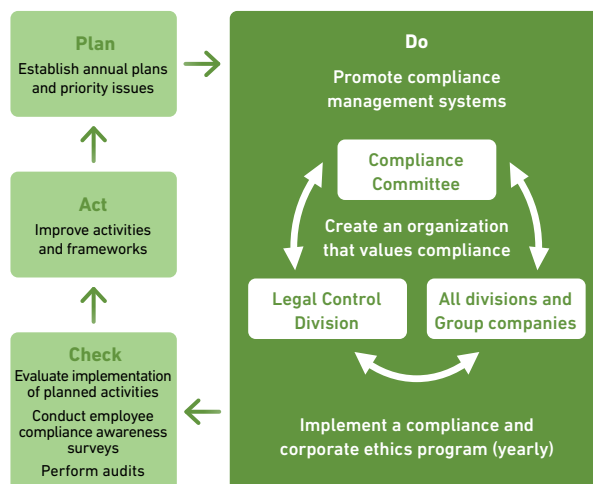 Plan
Establish annual plans
and priority issues
Do
Promote compliance
management systems
Compliance
Committee
Create an organization
that values compliance
Legal Control
Division
All divisions and
Group companies
Implement a compliance and
corporate ethics program (yearly)
Act
Improve activities
and frameworks
Check
Evaluate implementation
of planned activities
Conduct employee
compliance awareness
surveys
Perform audits